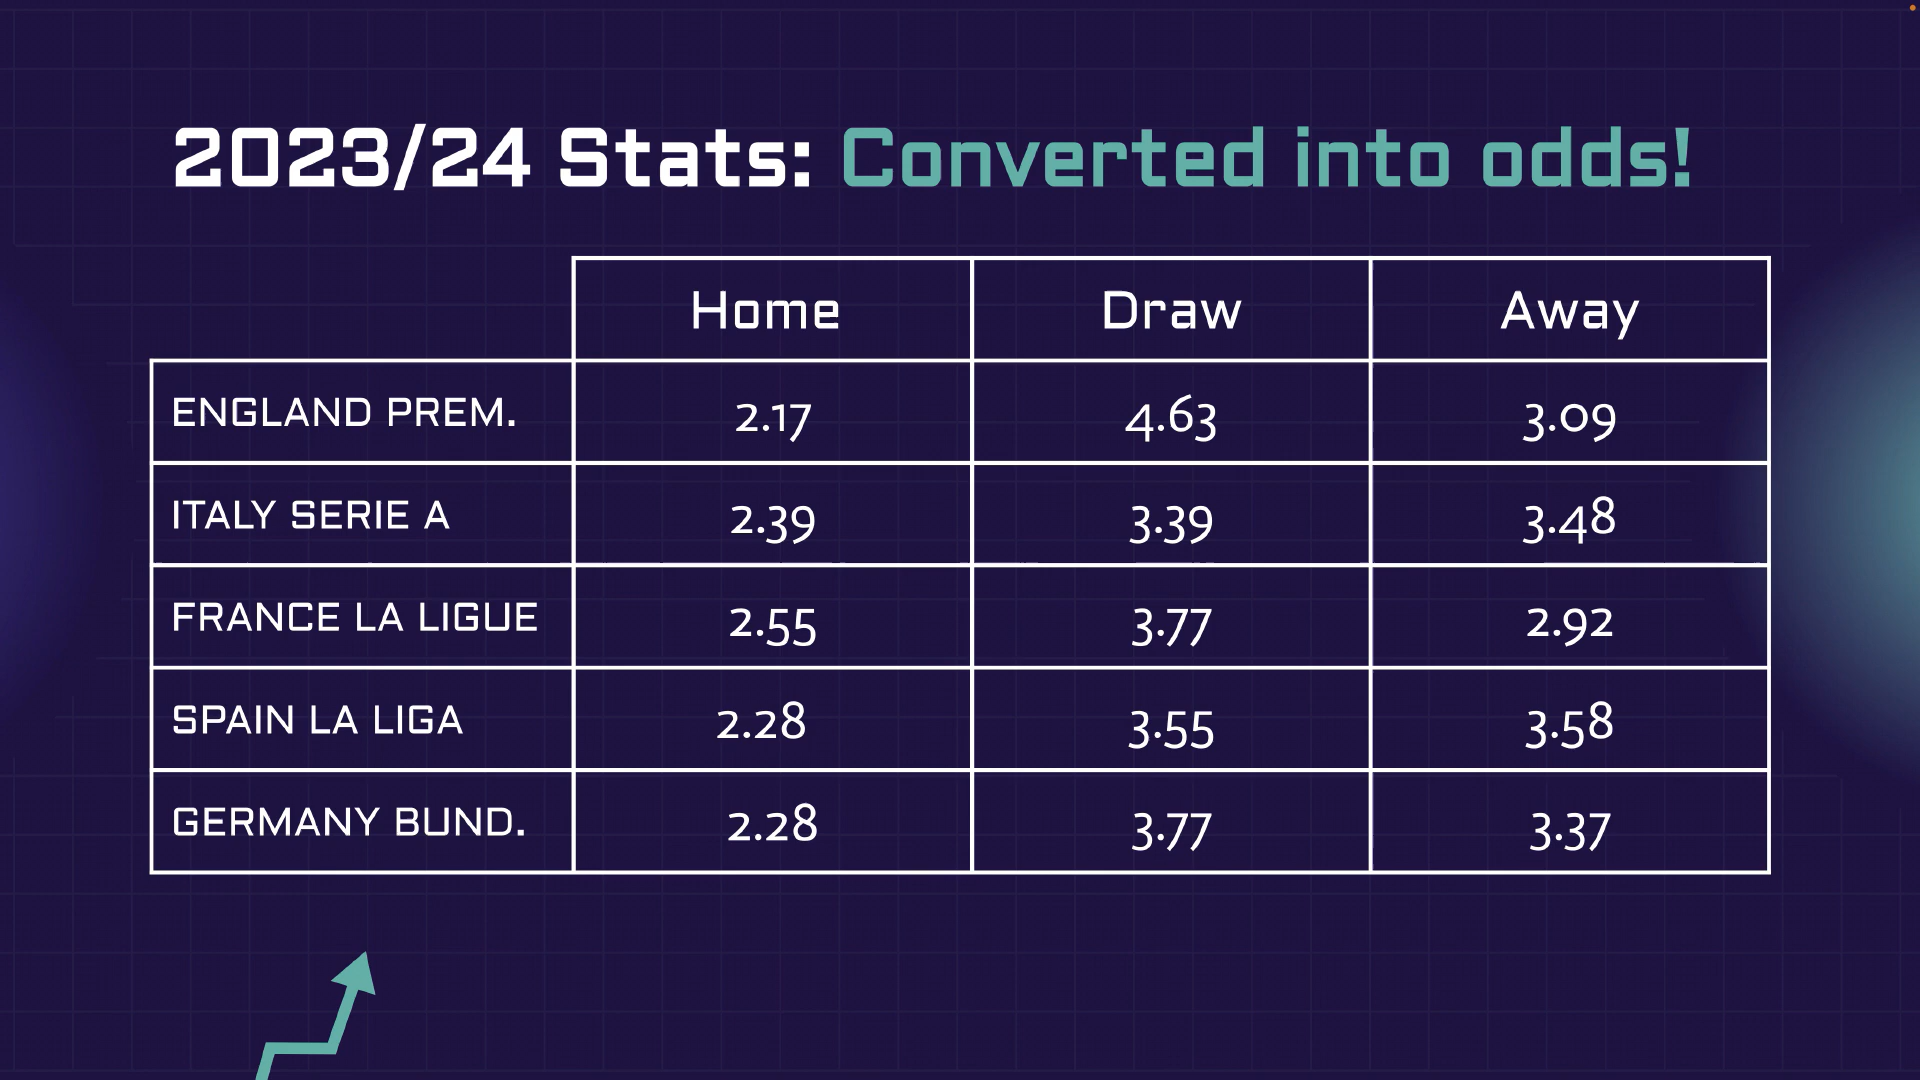 2023/24 Stats: Converted into odds!
Home Draw Away
ENGLAND PREM. 2.17 4.63 3.09
ITALY SERIE A 2.39 3.39 3.48
FRANCE LA LIGUE 2.55 3.77 2.92
SPAIN LA LIGA 2.28 3.55 3.58
GERMANY BUND. 2.28 3.77 3.37